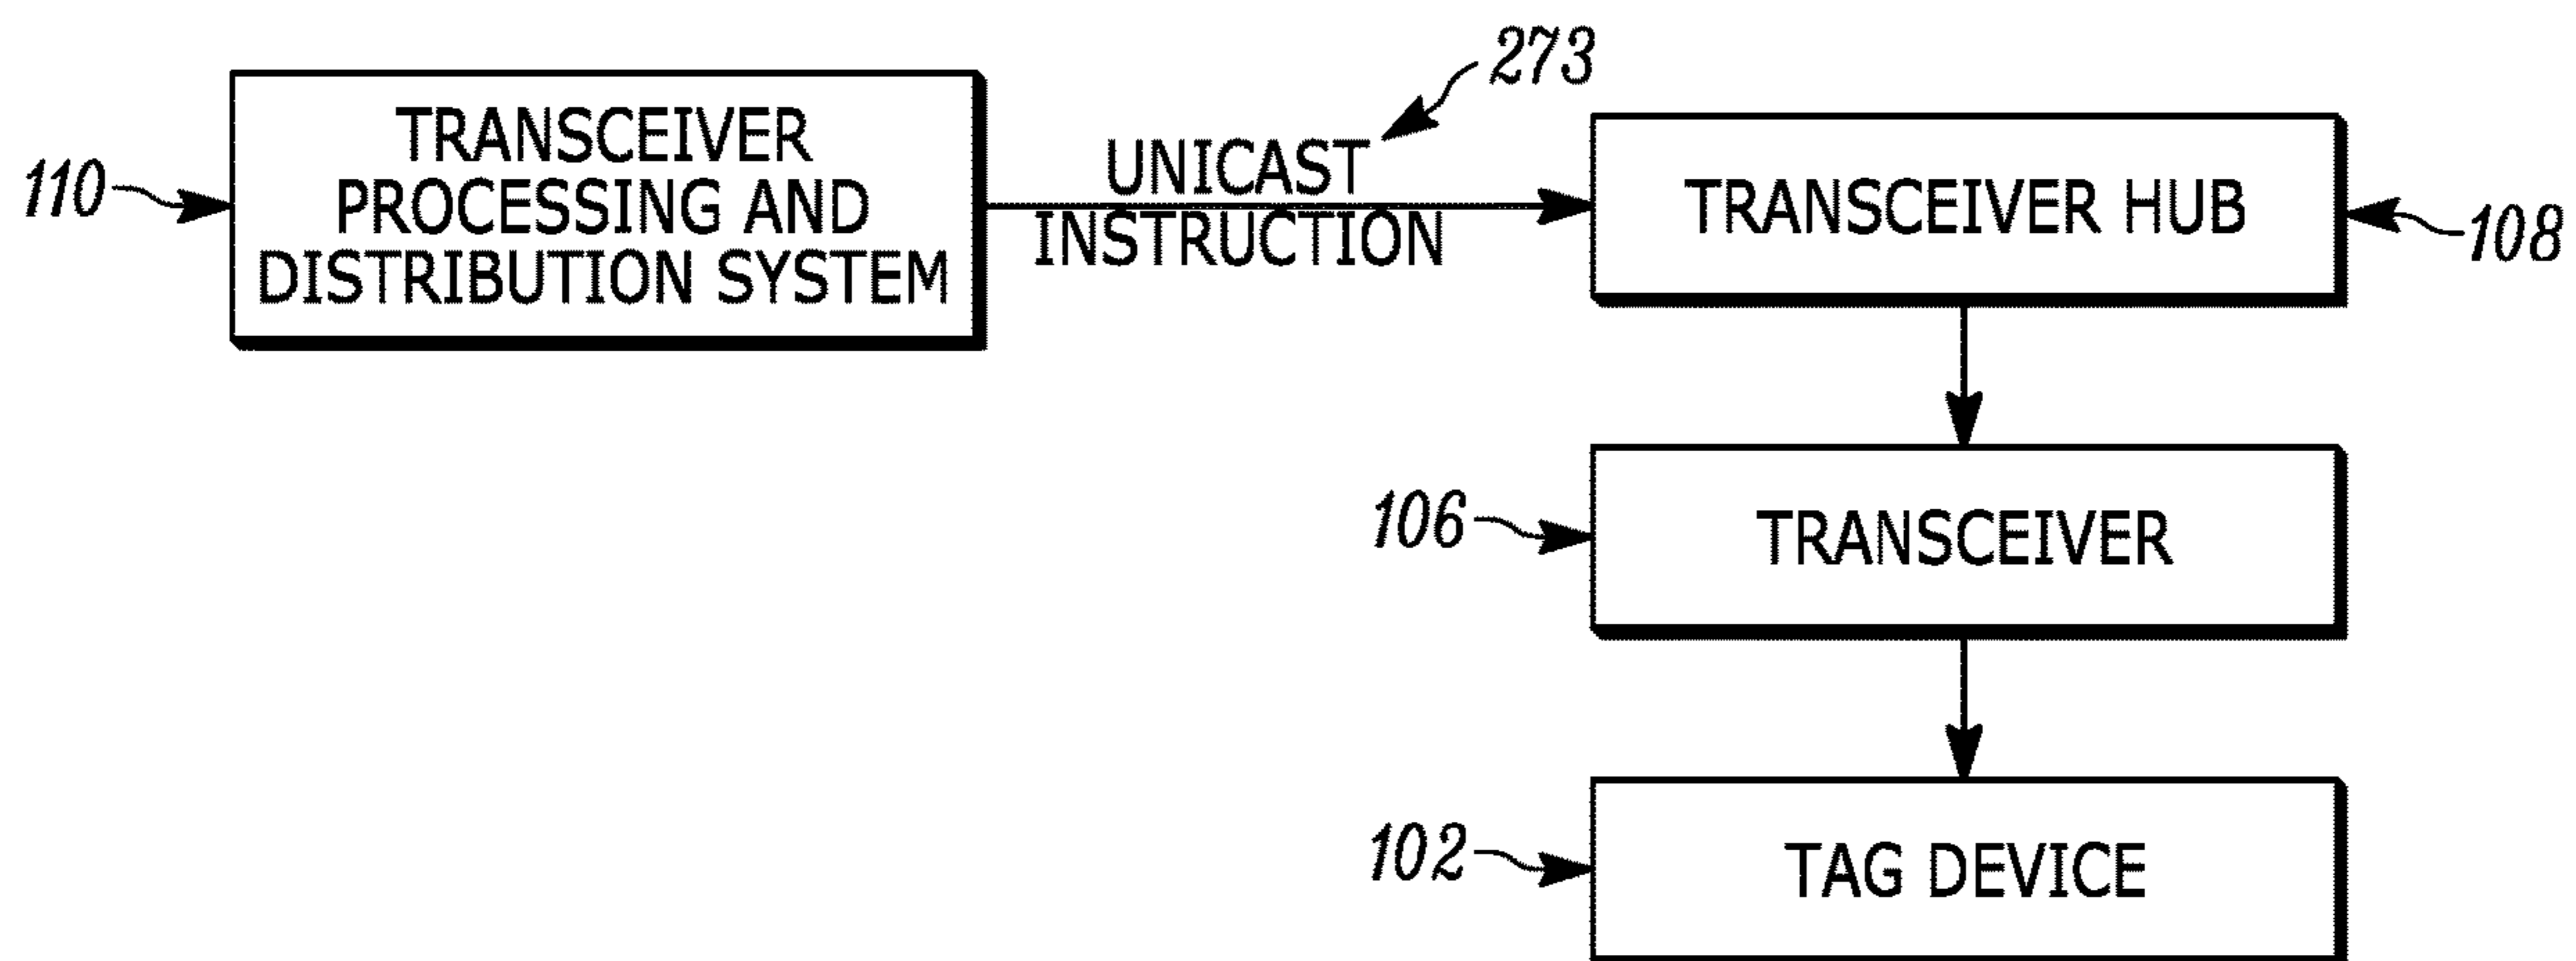 273
TRANSCEIVER
PROCESSING AND
DISTRIBUTION SYSTEM
110
UNICAST
INSTRUCTION
TRANSCEIVER HUB
108
106
TRANSCEIVER
102
TAG DEVICE